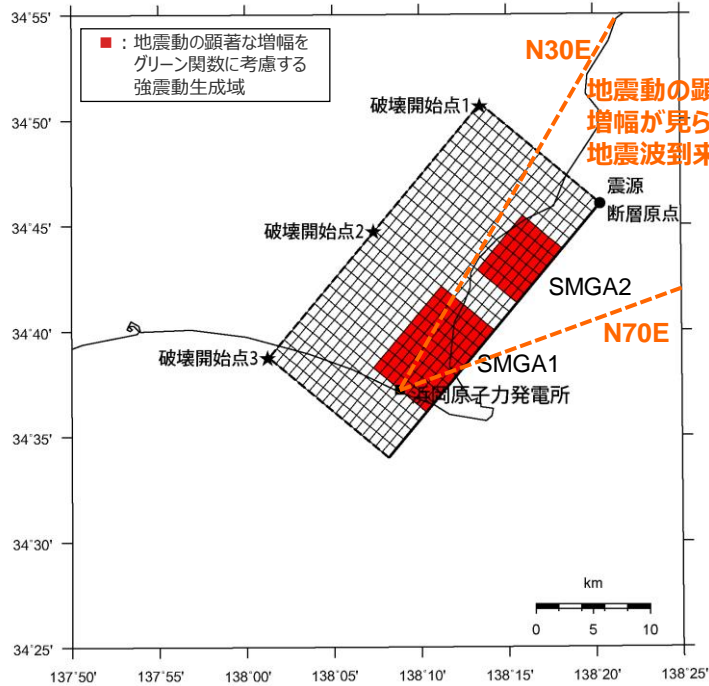 34°55'
■ : 地震動の顕著な増幅を
グリーン関数に考慮する
強震動生成域
N30E
地震動の顕
増幅が見ら
地震波到来
破壊開始点1
34°50'
震源
断層原点
34°45'
破壊開始点2
SMGA2
34°40'
N70E
破壊開始点3
SMGA1
浜岡原子力発電所
34°35'
34°30'
km
0 5 10
34°25'
137°50' 137°55' 138°00' 138°05' 138°10' 138°15' 138°20' 138°25'